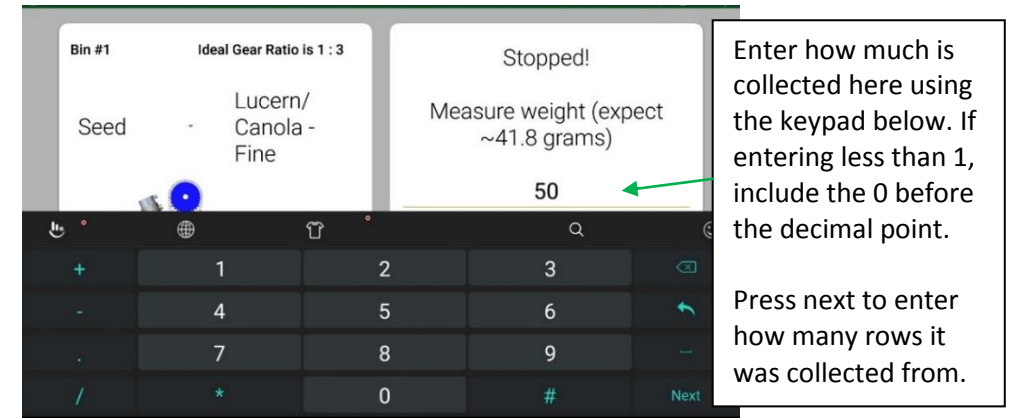 Bin #1
Ideal Gear Ratio is 1 : 3
Seed
-
Lucern/
Canola -
Fine
Stopped!
Measure weight (expect
~41.8 grams)
50
+ 1 2 3
- 4 5 6
. 7 8 9
/ * 0 # Next
Enter how much is
collected here using
the keypad below. If
entering less than 1,
include the 0 before
the decimal point.
Press next to enter
how many rows it
was collected from.